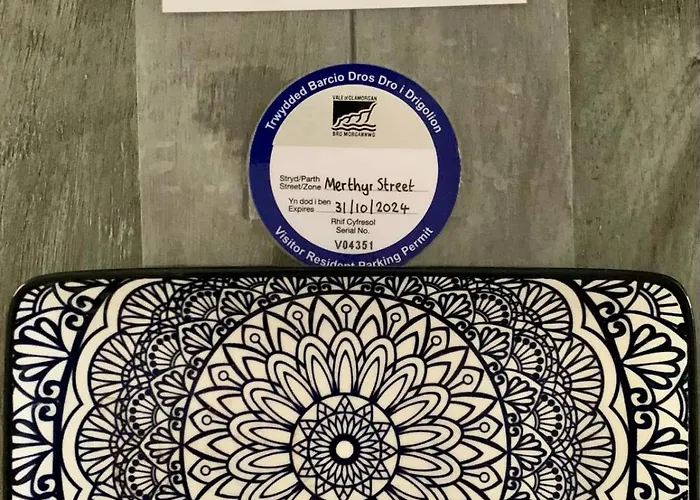 Trwydded Barcio Dros Dro i Drigolion
VALE of GLAMORGAN
BRO MORGANNWG
Stryd/Parth
Street/Zone Merthyr Street
Yn dod i ben
Expires 31/10/2024
Rhif Cyfresol
Serial No.
V04351
Visitor Resident Parking Permit